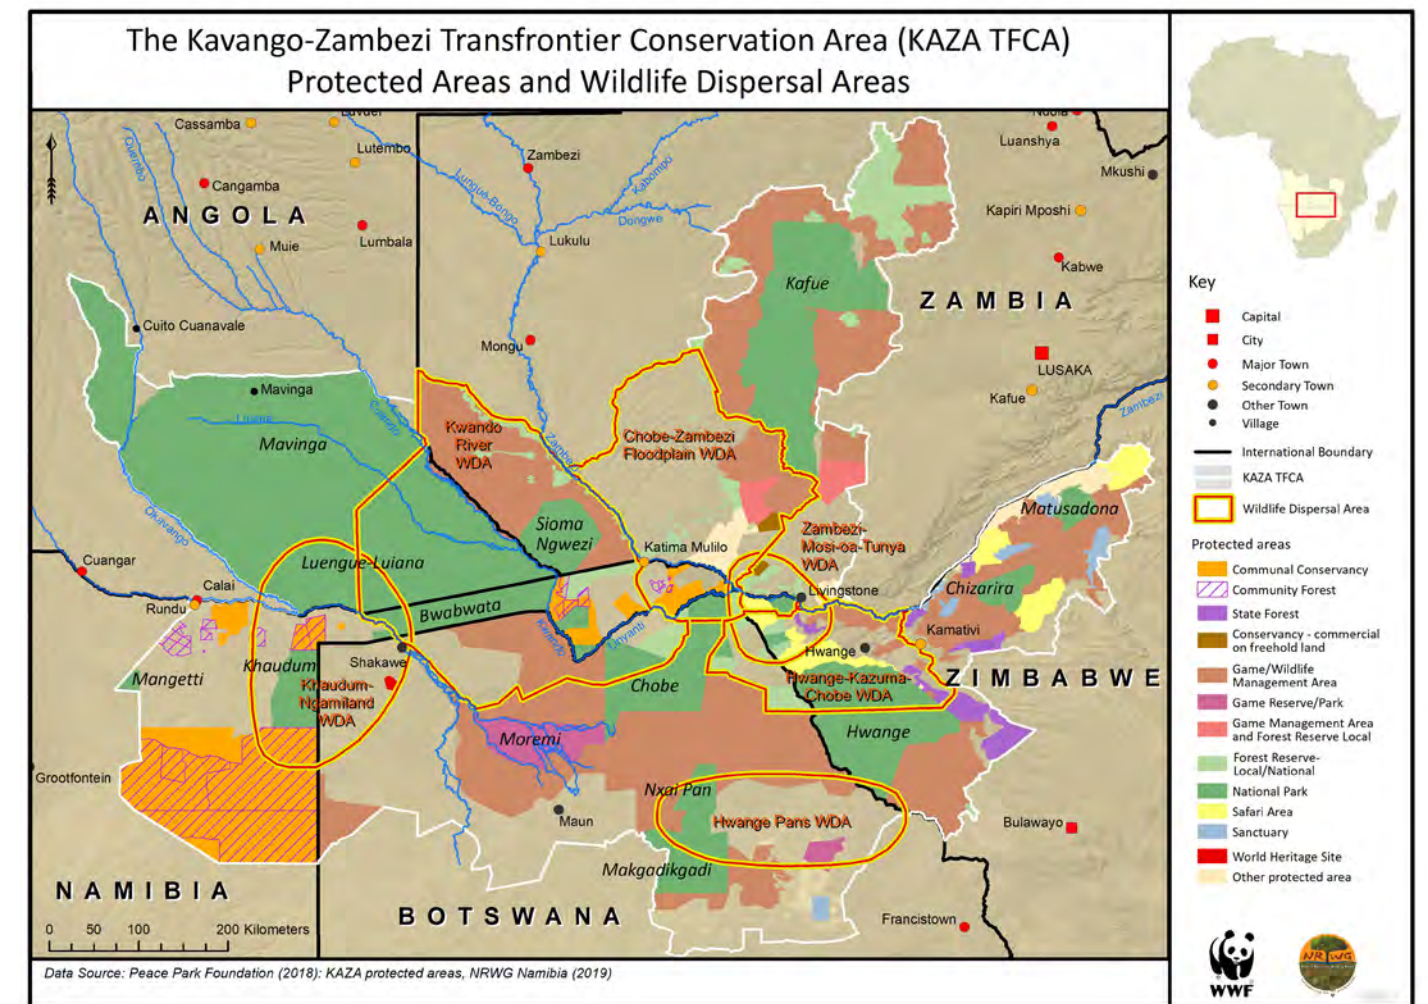 The Kavango-Zambezi Transfrontier Conservation Area (KAZA TFCA)
Protected Areas and Wildlife Dispersal Areas
Cassamba
Lutembo
Cangamba
ANGOLA
Lumbala
Muie
Cuito Cuanavale
Quembo
Lungue-Bongo
Zambezi
Kabompo
Dongwe
Lukulu
Mongu
Luanshya
Mkushi
Kapiri Mposhi
Kabwe
ZAMBIA
Kafue
LUSAKA
Kafue
Zambezi
Mavinga
Mavinga
Cuando
Kwando
River
WDA
Zambezi
Chobe-Zambezi
Floodplain WDA
Okavango
Sioma
Ngwezi
Zambezi-
Mosi-oa-Tunya
WDA
Matusadona
Cuangar
Calai
Rundu
Luengue-Luiana
Bwabwata
Katima Mulilo
Livingstone
Chizarira
Kamativi
Kwando
Linyanti
Hwange
Mangetti
Khaudum
Shakawe
Khaudum-
Ngamiland
WDA
Chobe
Hwange-Kazuma-
Chobe WDA
ZIMBABWE
Moremi
Hwange
Grootfontein
Nxai Pan
Maun
Hwange Pans WDA
Bulawayo
Makgadikgadi
NAMIBIA
BOTSWANA
Francistown
0 50 100 200 Kilometers
Data Source: Peace Park Foundation (2018): KAZA protected areas, NRWG Namibia (2019)
Key
Capital
City
Major Town
Secondary Town
Other Town
Village
International Boundary
KAZA TFCA
Wildlife Dispersal Area
Protected areas
Communal Conservancy
Community Forest
State Forest
Conservancy - commercial
on freehold land
Game/Wildlife
Management Area
Game Reserve/Park
Game Management Area
and Forest Reserve Local
Forest Reserve-
Local/National
National Park
Safari Area
Sanctuary
World Heritage Site
Other protected area
WWF
NRWG